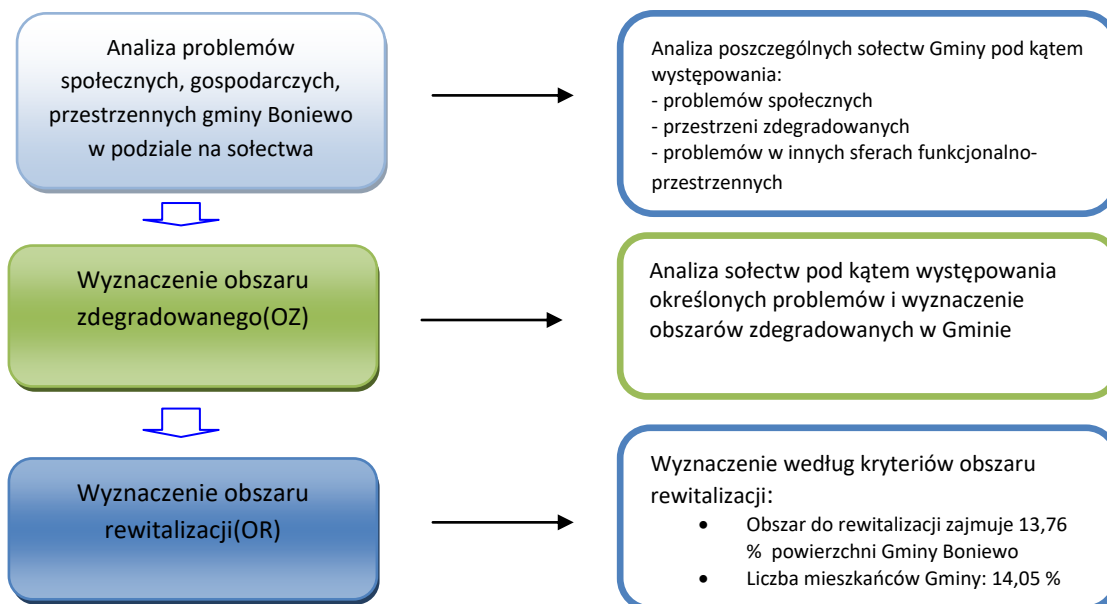 Analiza problemów
społecznych, gospodarczych,
przestrzennych gminy Boniewo
w podziale na sołectwa
Analiza poszczególnych sołectw Gminy pod kątem
występowania:
- problemów społecznych
- przestrzeni zdegradowanych
- problemów w innych sferach funkcjonalno-
przestrzennych
Wyznaczenie obszaru
zdegradowanego(OZ)
Analiza sołectw pod kątem występowania
określonych problemów i wyznaczenie
obszarów zdegradowanych w Gminie
Wyznaczenie obszaru
rewitalizacji(OR)
Wyznaczenie według kryteriów obszaru
rewitalizacji:
• Obszar do rewitalizacji zajmuje 13,76
% powierzchni Gminy Boniewo
• Liczba mieszkańców Gminy: 14,05 %